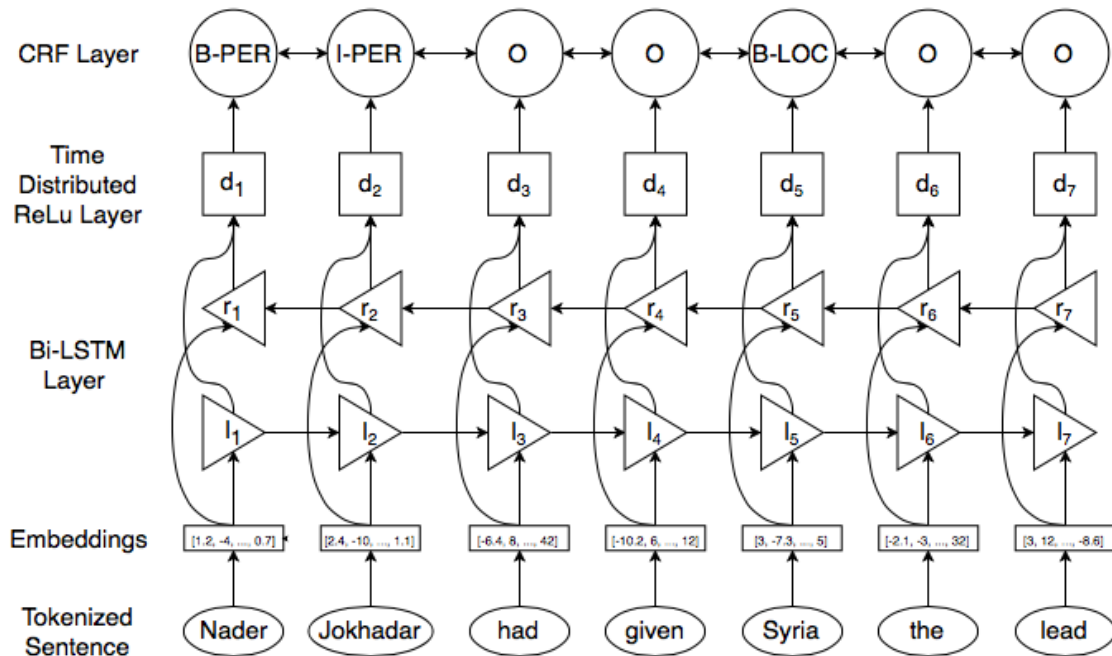 CRF Layer B-PER I-PER O O B-LOC O O
Time
Distributed
ReLu Layer
d1 d2 d3 d4 d5 d6 d7
r1 r2 r3 r4 r5 r6 r7
Bi-LSTM
Layer
l1 l2 l3 l4 l5 l6 l7
Embeddings [1.2, -4, ..., 0.7] [2.4, -10, ..., 1.1] [-6.4, 8, ..., 42] [-10.2, 6, ..., 12] [3, -7.3, ..., 5] [-2.1, -3, ..., 32] [3, 12, ..., -8.6]
Tokenized
Sentence
Nader Jokhadar had given Syria the lead